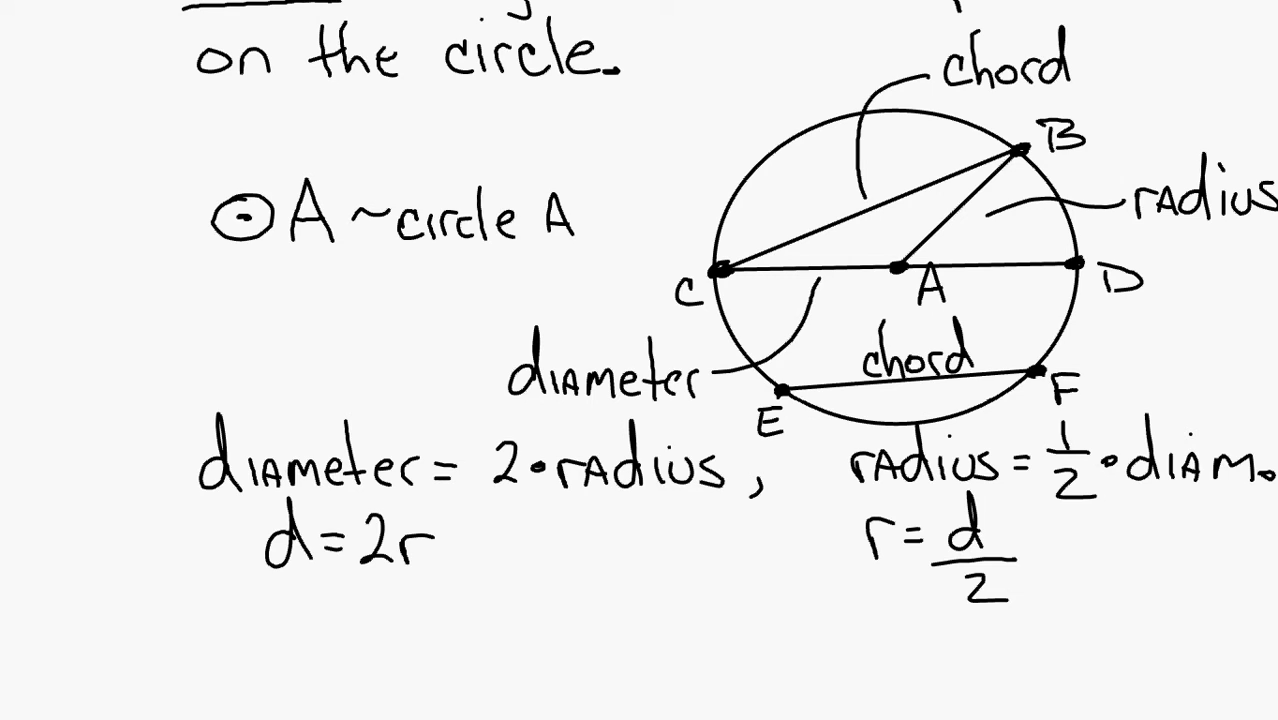 on the circle.
chord
B
radius
⊙A ~circle A
C
A
D
diameter
chord
E
F
diameter = 2·radius, radius = 1/2 · diam.
d = 2r
r = d/2